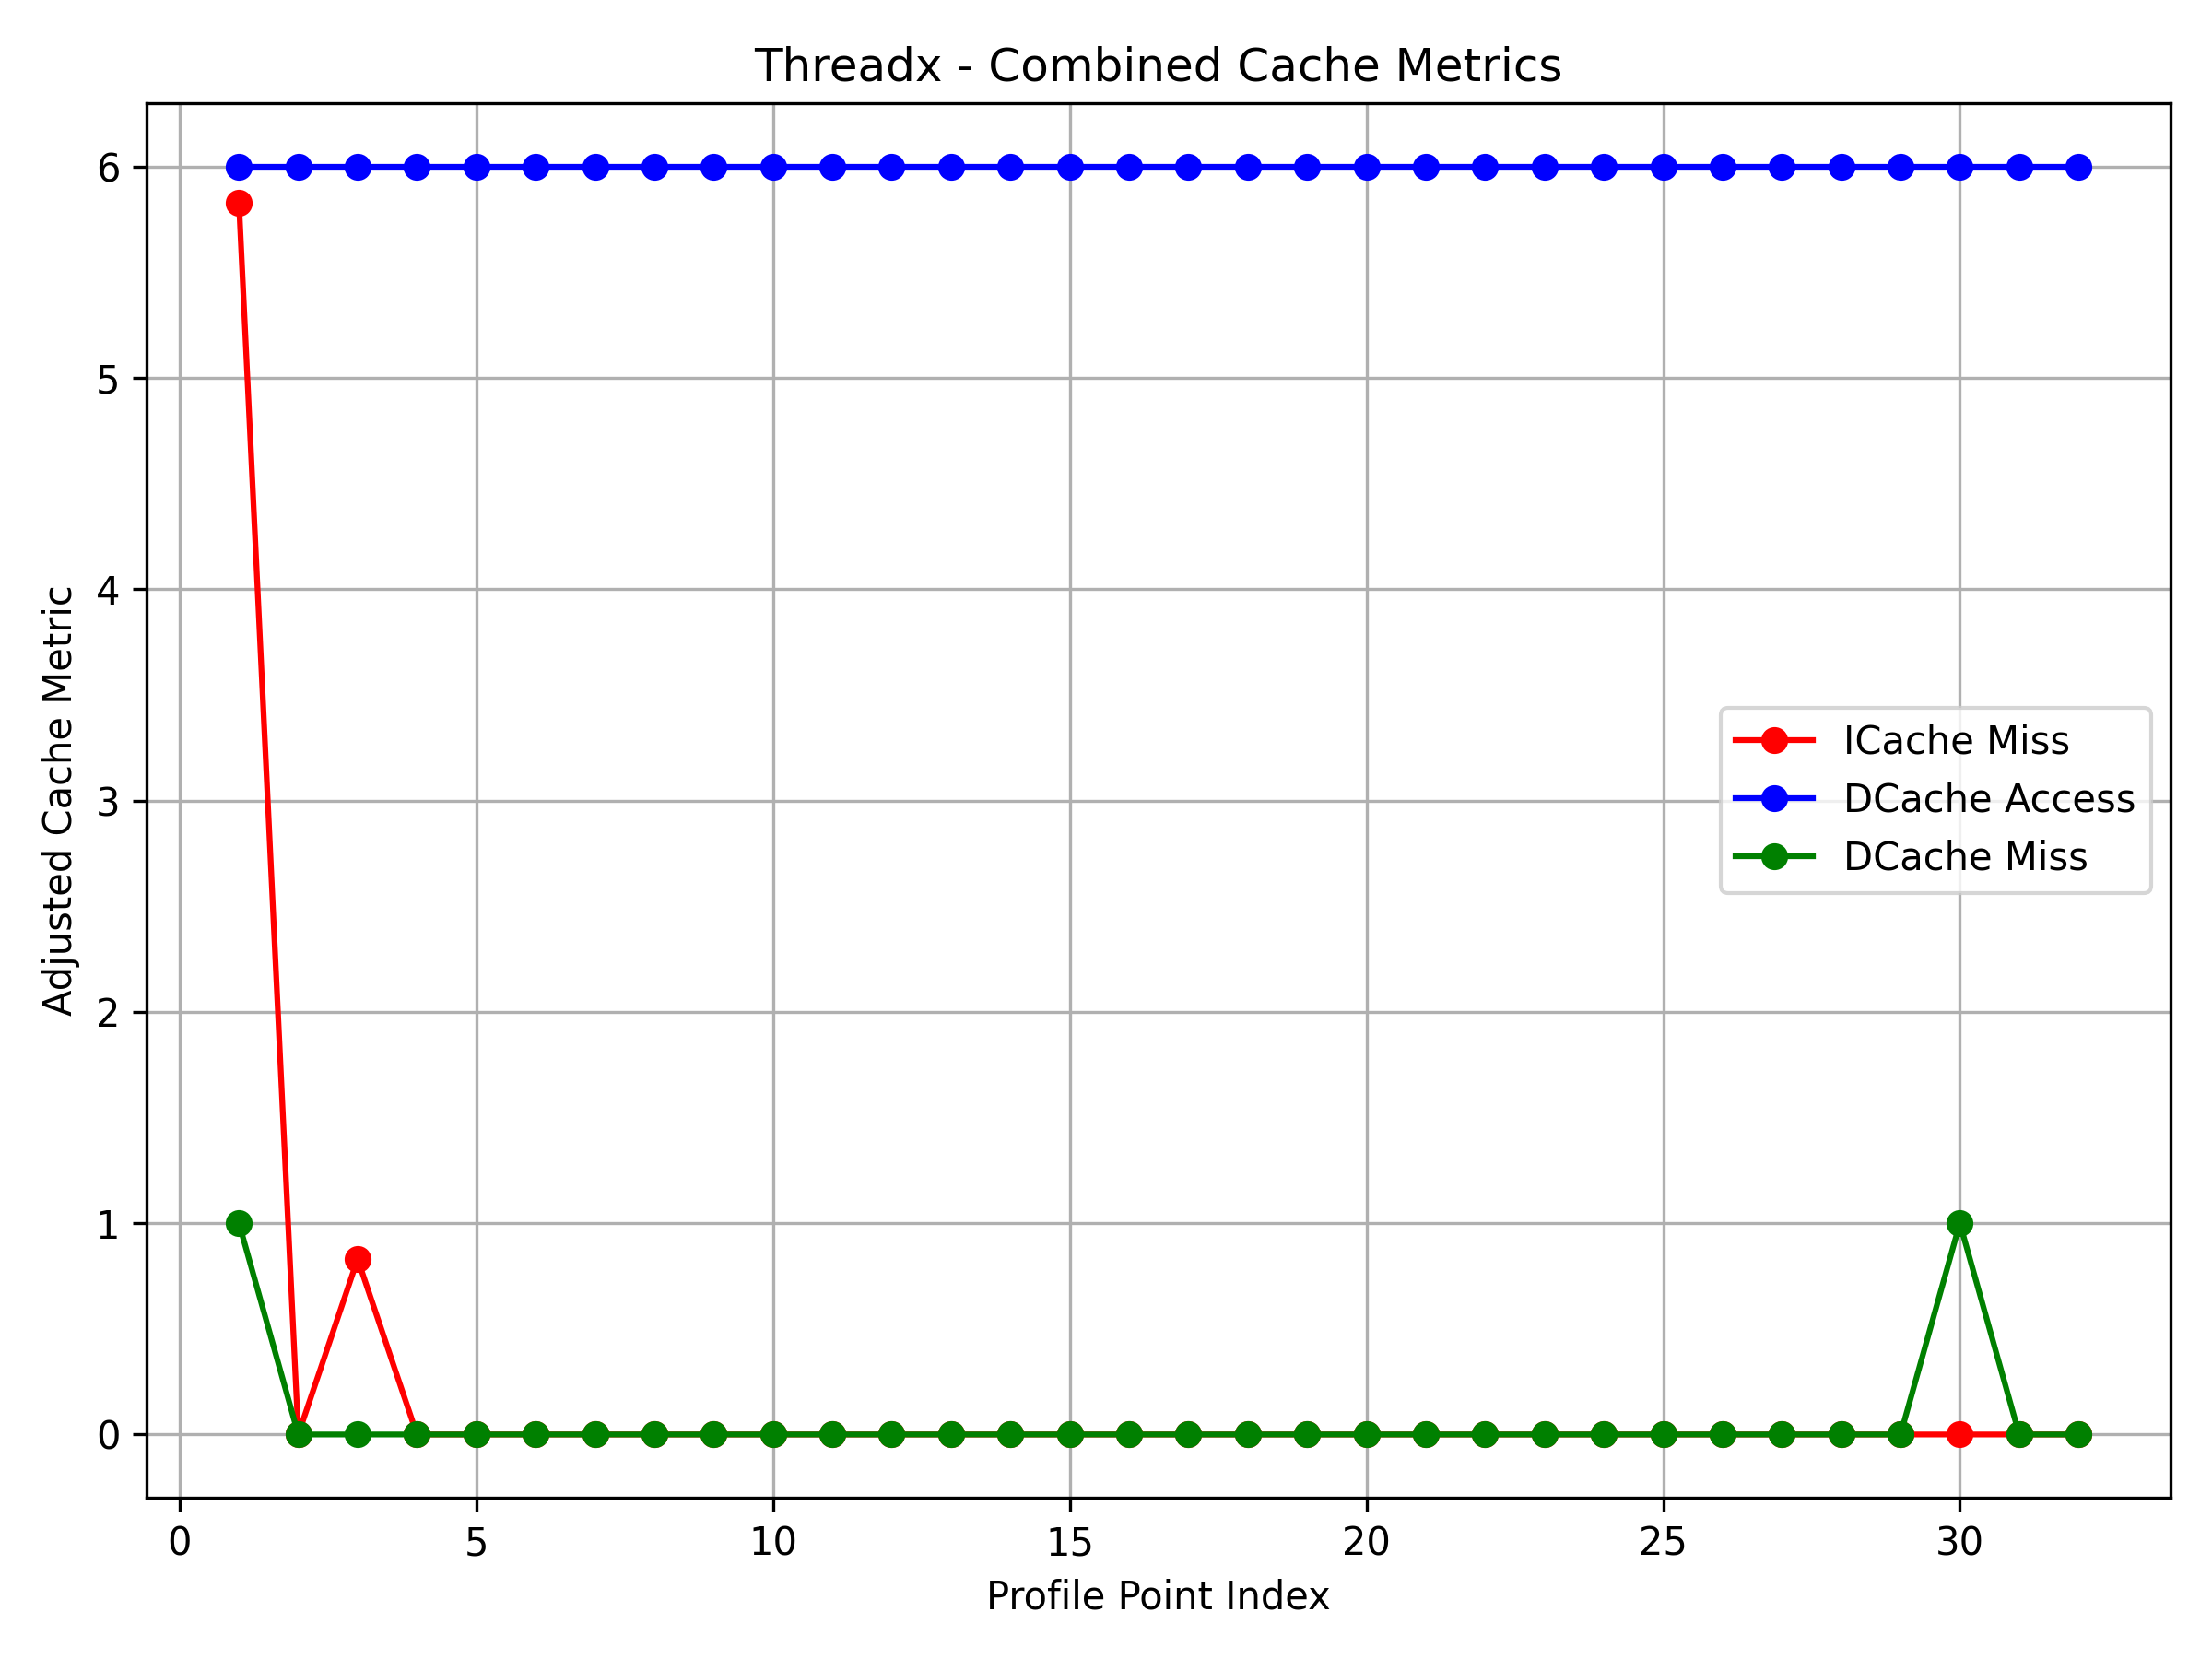 Threadx - Combined Cache Metrics
Adjusted Cache Metric
6
5
4
3
2
1
0
ICache Miss
DCache Access
DCache Miss
0 5 10 15 20 25 30
Profile Point Index